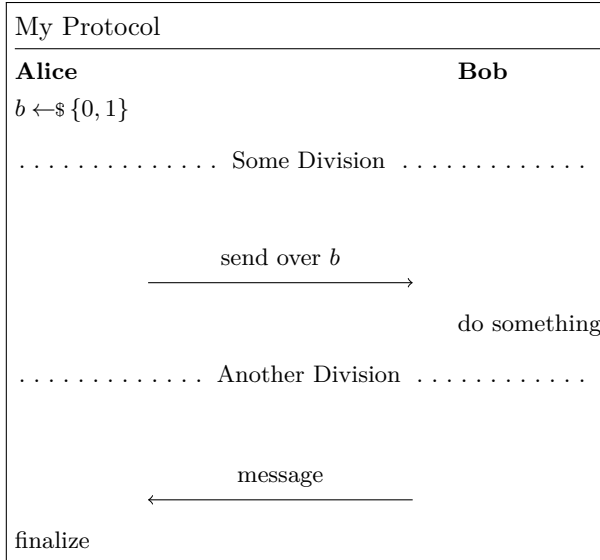 My Protocol
Alice Bob
b ←$ {0, 1}
. . . . . . . . . . . . . . Some Division . . . . . . . . . . . . .
send over b
do something
. . . . . . . . . . . . . Another Division . . . . . . . . . . . .
message
finalize